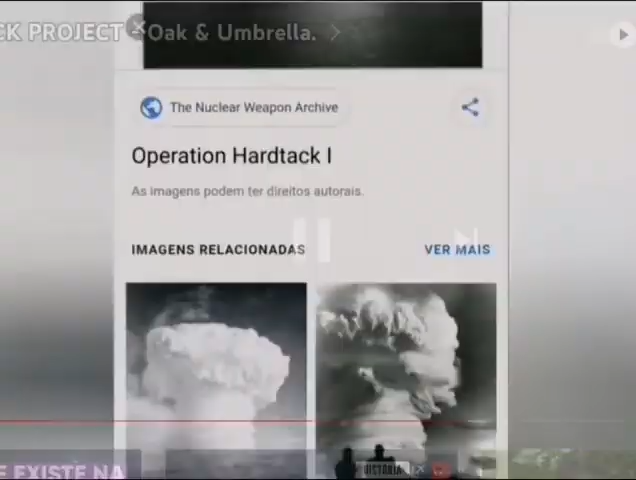 CK PROJECT - Oak & Umbrella.
The Nuclear Weapon Archive
Operation Hardtack I
As imagens podem ter direitos autorais.
IMAGENS RELACIONADAS
VER MAIS
E EXISTE NA
HISTÓRIA